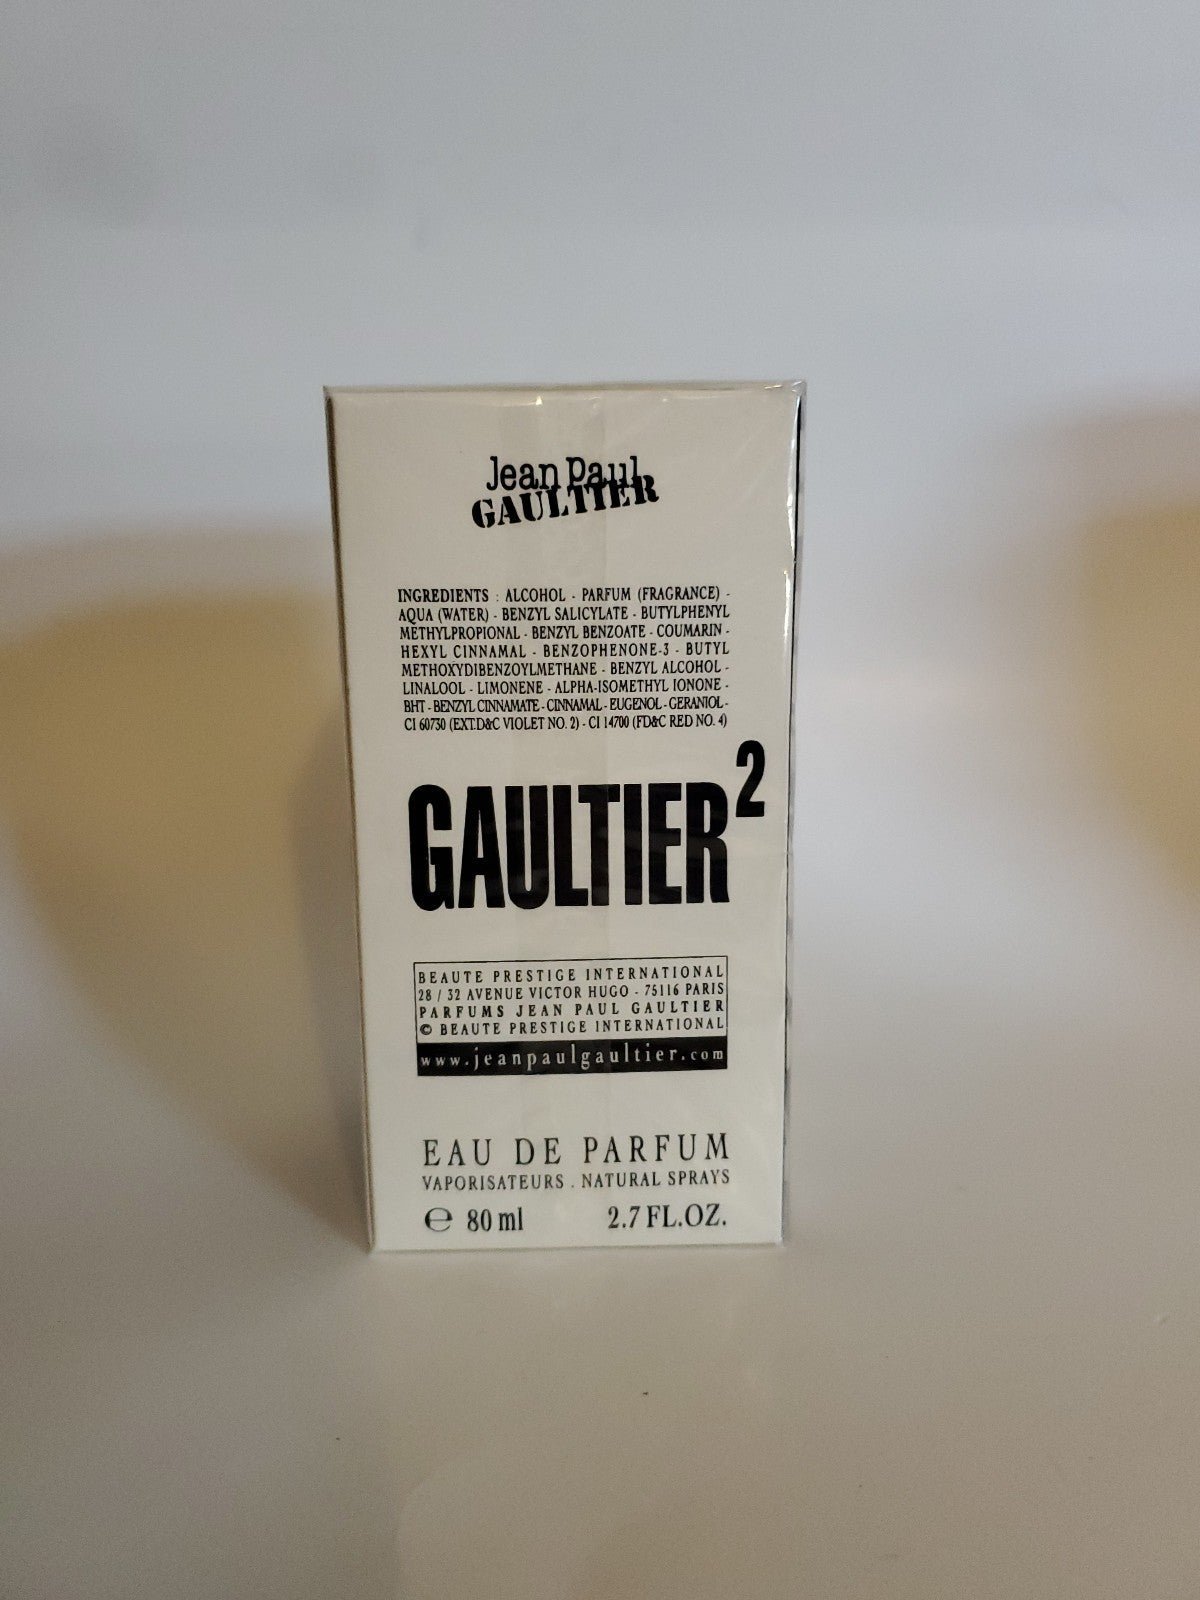 Jean Paul
GAULTIER
INGREDIENTS : ALCOHOL - PARFUM (FRAGRANCE) -
AQUA (WATER) - BENZYL SALICYLATE - BUTYLPHENYL
METHYLPROPIONAL - BENZYL BENZOATE - COUMARIN -
HEXYL CINNAMAL - BENZOPHENONE-3 - BUTYL
METHOXYDIBENZOYLMETHANE - BENZYL ALCOHOL -
LINALOOL - LIMONENE - ALPHA-ISOMETHYL IONONE -
BHT - BENZYL CINNAMATE - CINNAMAL - EUGENOL - GERANIOL -
CI 60730 (EXT.D&C VIOLET NO. 2) - CI 14700 (FD&C RED NO. 4)
GAULTIER²
BEAUTE PRESTIGE INTERNATIONAL
28 / 32 AVENUE VICTOR HUGO - 75116 PARIS
PARFUMS JEAN PAUL GAULTIER
© BEAUTE PRESTIGE INTERNATIONAL
www.jeanpaulgaultier.com
EAU DE PARFUM
VAPORISATEURS . NATURAL SPRAYS
℮ 80 ml 2.7 FL.OZ.